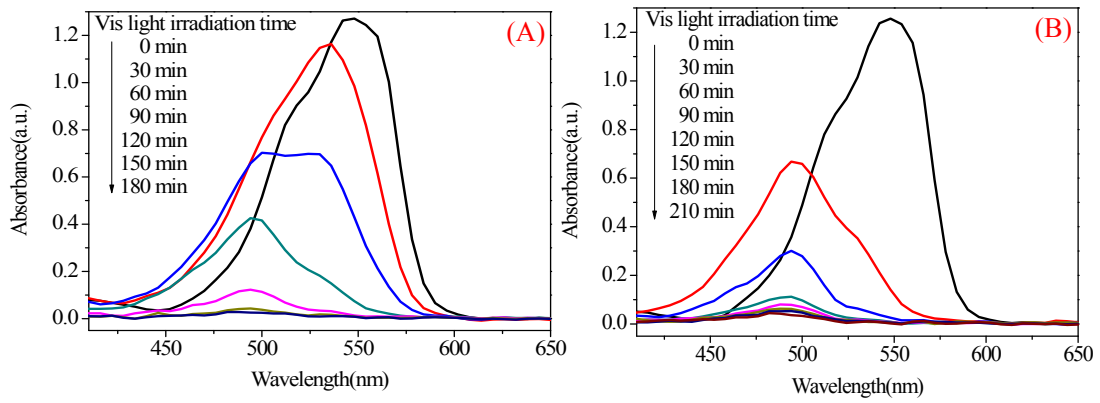 Vis light irradiation time
(A)
0 min
30 min
60 min
90 min
120 min
150 min
180 min
1.2
1.0
0.8
0.6
0.4
0.2
0.0
Absorbance(a.u.)
450 500 550 600 650
Wavelength(nm)
Vis light irradiation time
(B)
0 min
30 min
60 min
90 min
120 min
150 min
180 min
210 min
1.2
1.0
0.8
0.6
0.4
0.2
0.0
Absorbance(a.u.)
450 500 550 600 650
Wavelength(nm)